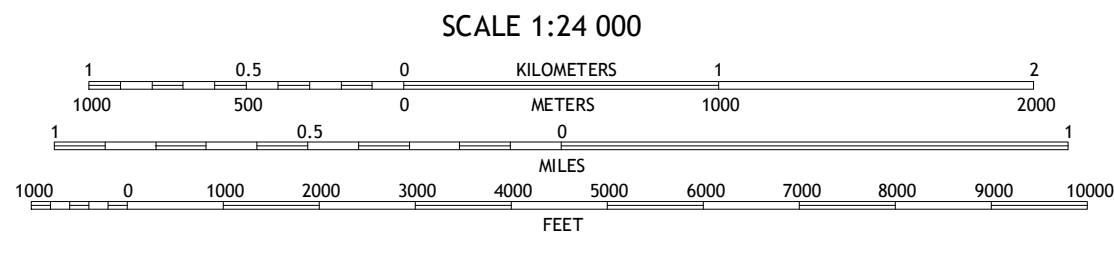 SCALE 1:24 000
1 0.5 0 KILOMETERS 1 2
1000 500 0 METERS 1000 2000
1 0.5 0 1
MILES
1000 0 1000 2000 3000 4000 5000 6000 7000 8000 9000 10000
FEET